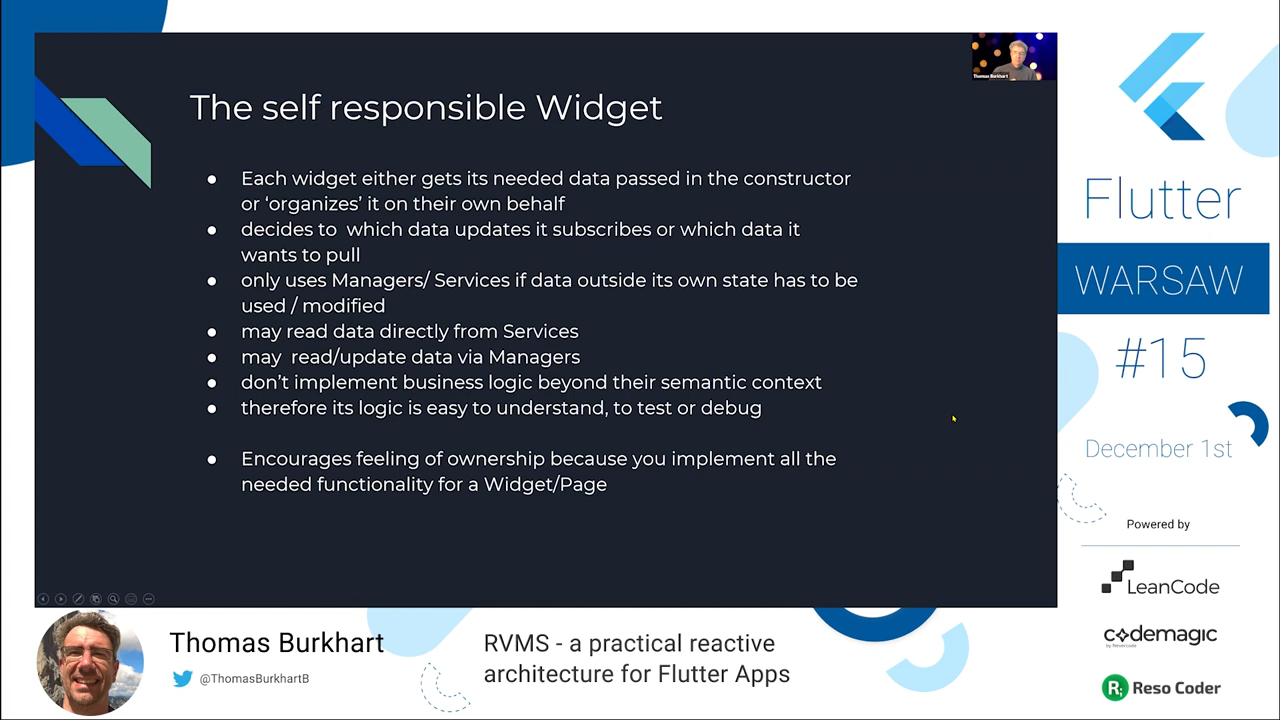 Thomas Burkhart
The self responsible Widget
● Each widget either gets its needed data passed in the constructor
or ‘organizes’ it on their own behalf
● decides to which data updates it subscribes or which data it
wants to pull
● only uses Managers/ Services if data outside its own state has to be
used / modified
● may read data directly from Services
● may read/update data via Managers
● don’t implement business logic beyond their semantic context
● therefore its logic is easy to understand, to test or debug
● Encourages feeling of ownership because you implement all the
needed functionality for a Widget/Page
Flutter
WARSAW
#15
December 1st
Powered by
LeanCode
codemagic
by Nevercode
R; Reso Coder
Thomas Burkhart
@ThomasBurkhartB
RVMS - a practical reactive
architecture for Flutter Apps